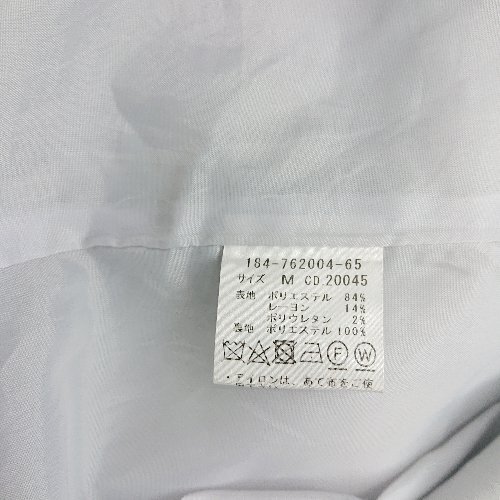 184-762004-65
サイズ M CD.20045
表地 ポリエステル 84%
レーヨン 14%
ポリウレタン 2%
裏地 ポリエステル 100%
F W
・アイロンは、あて布をご使